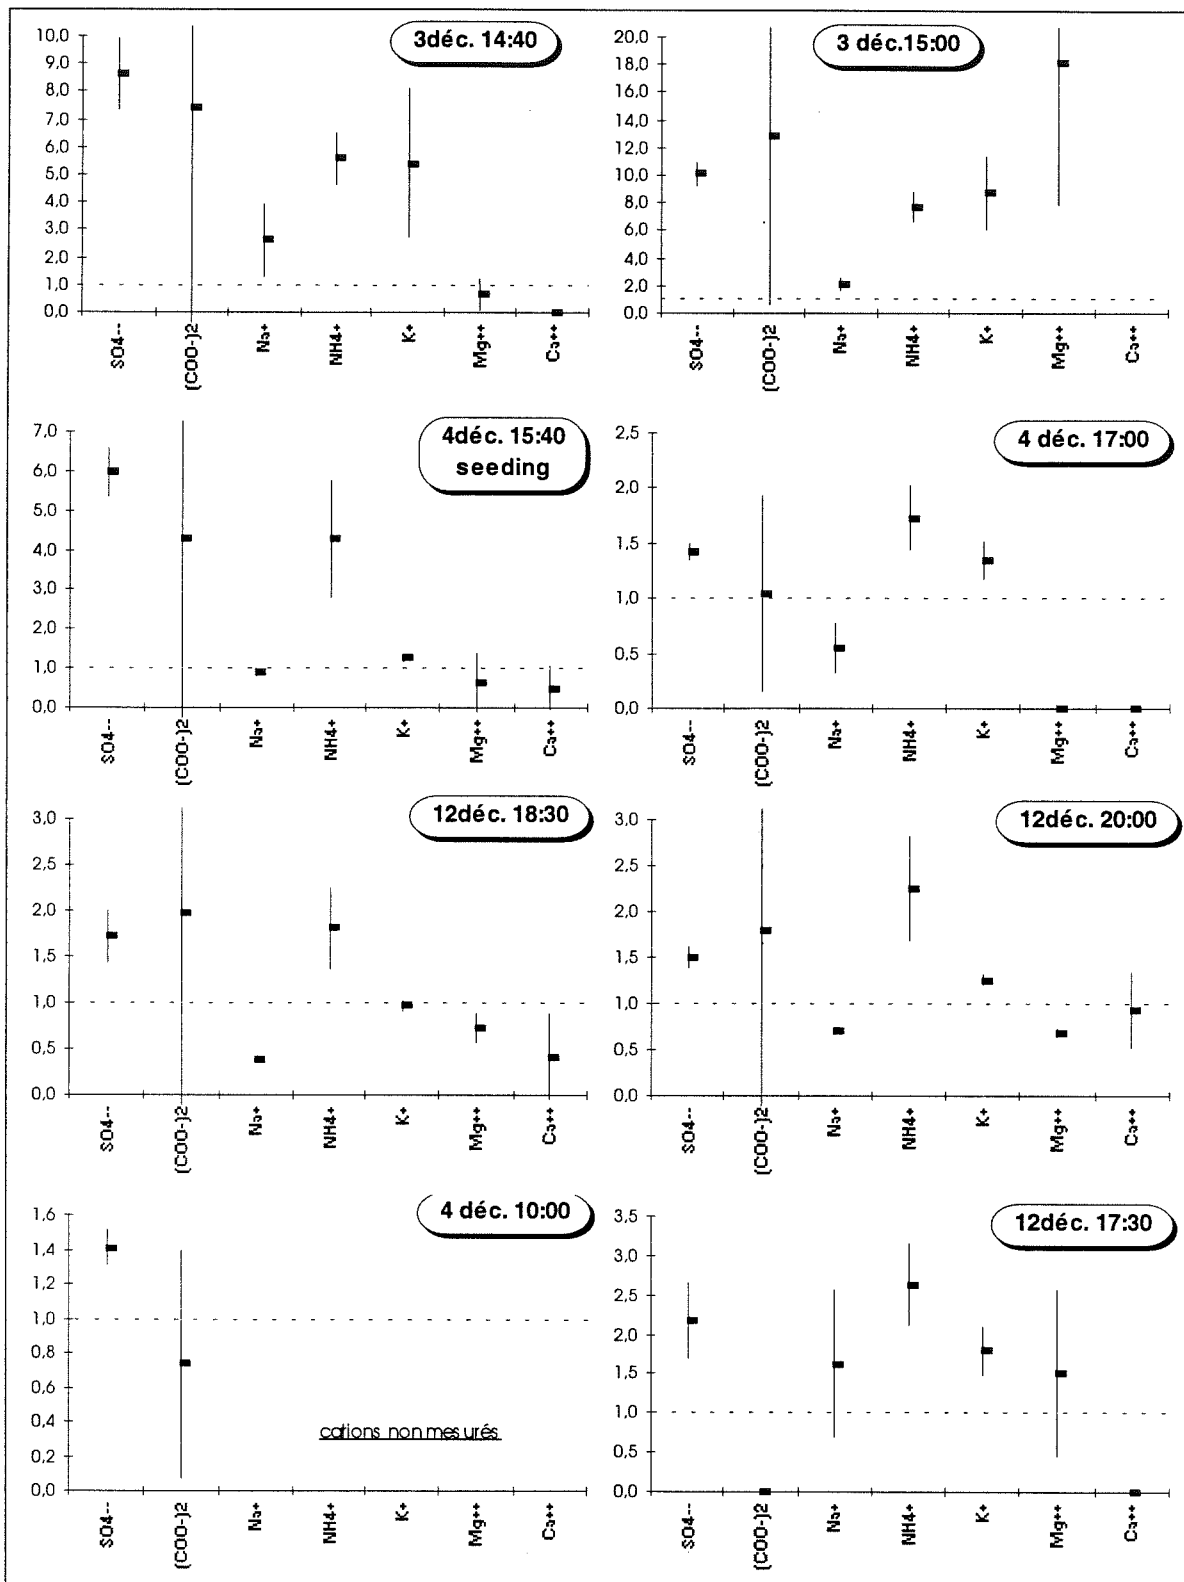 3déc. 14:40
10,0
9,0
8,0
7,0
6,0
5,0
4,0
3,0
2,0
1,0
0,0
SO4--
(COO-)2
Na+
NH4+
K+
Mg++
Ca++
3 déc.15:00
20,0
18,0
16,0
14,0
12,0
10,0
8,0
6,0
4,0
2,0
0,0
SO4--
(COO-)2
Na+
NH4+
K+
Mg++
Ca++
4déc. 15:40
seeding
7,0
6,0
5,0
4,0
3,0
2,0
1,0
0,0
SO4--
(COO-)2
Na+
NH4+
K+
Mg++
Ca++
4 déc. 17:00
2,5
2,0
1,5
1,0
0,5
0,0
SO4--
(COO-)2
Na+
NH4+
K+
Mg++
Ca++
12déc. 18:30
3,0
2,5
2,0
1,5
1,0
0,5
0,0
SO4--
(COO-)2
Na+
NH4+
K+
Mg++
Ca++
12déc. 20:00
3,0
2,5
2,0
1,5
1,0
0,5
0,0
SO4--
(COO-)2
Na+
NH4+
K+
Mg++
Ca++
4 déc. 10:00
1,6
1,4
1,2
1,0
0,8
0,6
0,4
0,2
0,0
cations non mesurés
SO4--
(COO-)2
Na+
NH4+
K+
Mg++
Ca++
12déc. 17:30
3,5
3,0
2,5
2,0
1,5
1,0
0,5
0,0
SO4--
(COO-)2
Na+
NH4+
K+
Mg++
Ca++